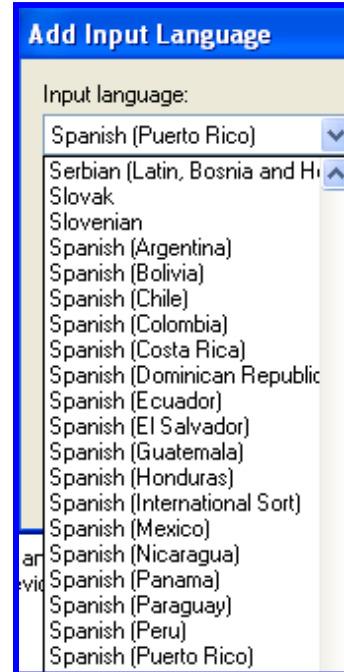 Add Input Language
Input language:
Spanish (Puerto Rico)
Serbian (Latin, Bosnia and H
Slovak
Slovenian
Spanish (Argentina)
Spanish (Bolivia)
Spanish (Chile)
Spanish (Colombia)
Spanish (Costa Rica)
Spanish (Dominican Republic
Spanish (Ecuador)
Spanish (El Salvador)
Spanish (Guatemala)
Spanish (Honduras)
Spanish (International Sort)
Spanish (Mexico)
Spanish (Nicaragua)
Spanish (Panama)
Spanish (Paraguay)
Spanish (Peru)
Spanish (Puerto Rico)